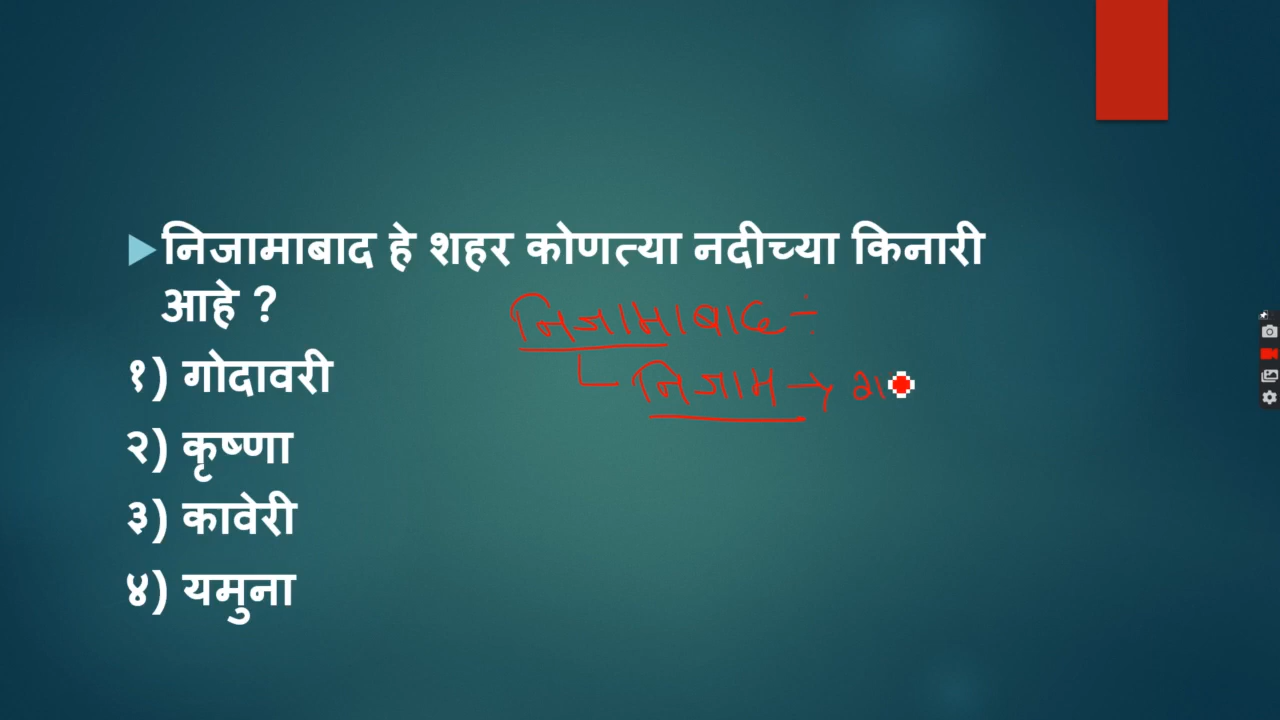 निजामाबाद हे शहर कोणत्या नदीच्या किनारी
आहे ?
निजामाबाद :-
निजाम →
१) गोदावरी
२) कृष्णा
३) कावेरी
४) यमुना